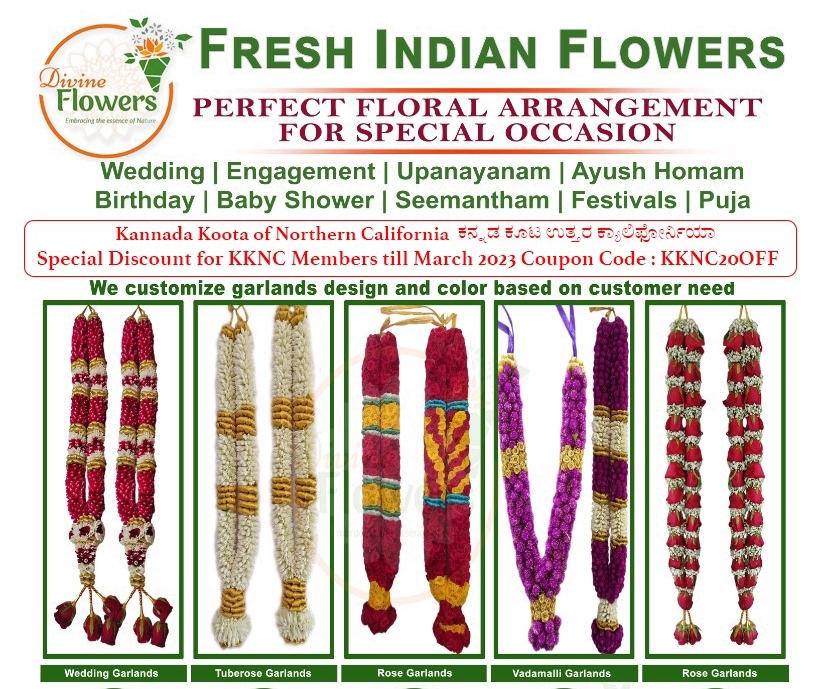 Divine
Flowers
Embracing the essence of Nature
FRESH INDIAN FLOWERS
PERFECT FLORAL ARRANGEMENT
FOR SPECIAL OCCASION
Wedding | Engagement | Upanayanam | Ayush Homam
Birthday | Baby Shower | Seemantham | Festivals | Puja
Kannada Koota of Northern California ಕನ್ನಡ ಕೂಟ ಉತ್ತರ ಕ್ಯಾಲಿಫೋರ್ನಿಯಾ
Special Discount for KKNC Members till March 2023 Coupon Code : KKNC20OFF
We customize garlands design and color based on customer need
Divine
Flowers
Wedding Garlands
Tuberose Garlands
Rose Garlands
Vadamalli Garlands
Rose Garlands